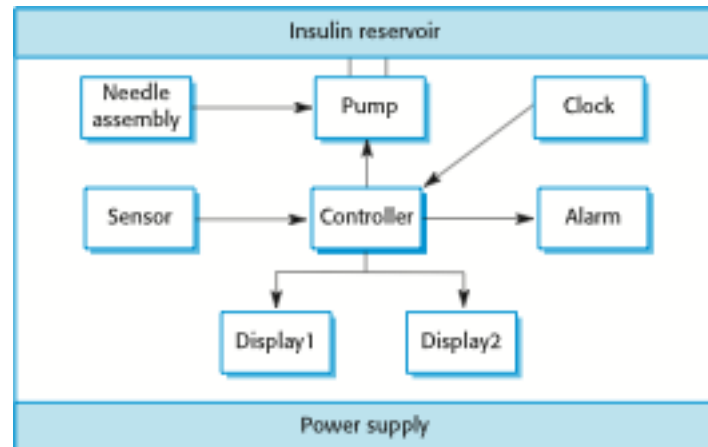 Insulin reservoir
Needle
assembly
Pump
Clock
Sensor
Controller
Alarm
Display1
Display2
Power supply